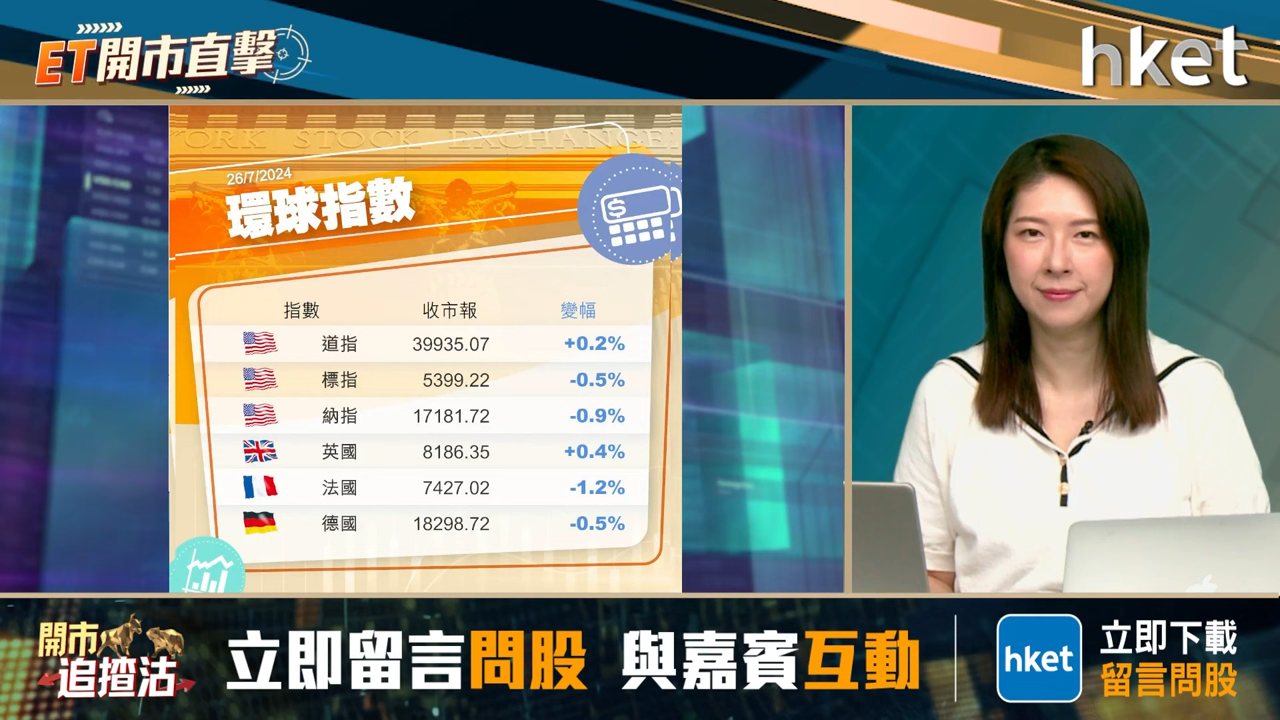 ET開市直擊
hket
YORK STOCK EXCHANGE
26/7/2024
環球指數
$
指數 收市報 變幅
道指 39935.07 +0.2%
標指 5399.22 -0.5%
納指 17181.72 -0.9%
英國 8186.35 +0.4%
法國 7427.02 -1.2%
德國 18298.72 -0.5%
開市
追揸沽
立即留言問股 與嘉賓互動
hket
立即下載
留言問股